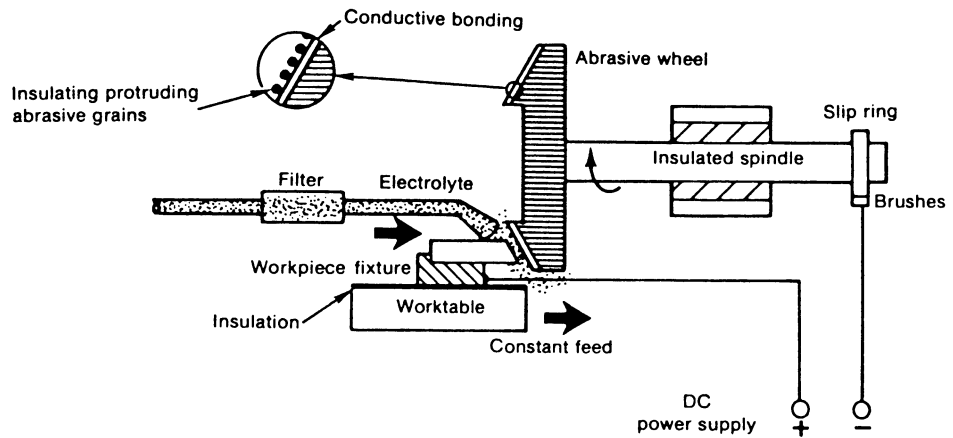 Conductive bonding
Abrasive wheel
Insulating protruding
abrasive grains
Slip ring
Insulated spindle
Filter
Electrolyte
Brushes
Workpiece fixture
Worktable
Insulation
Constant feed
DC
power supply
+
−